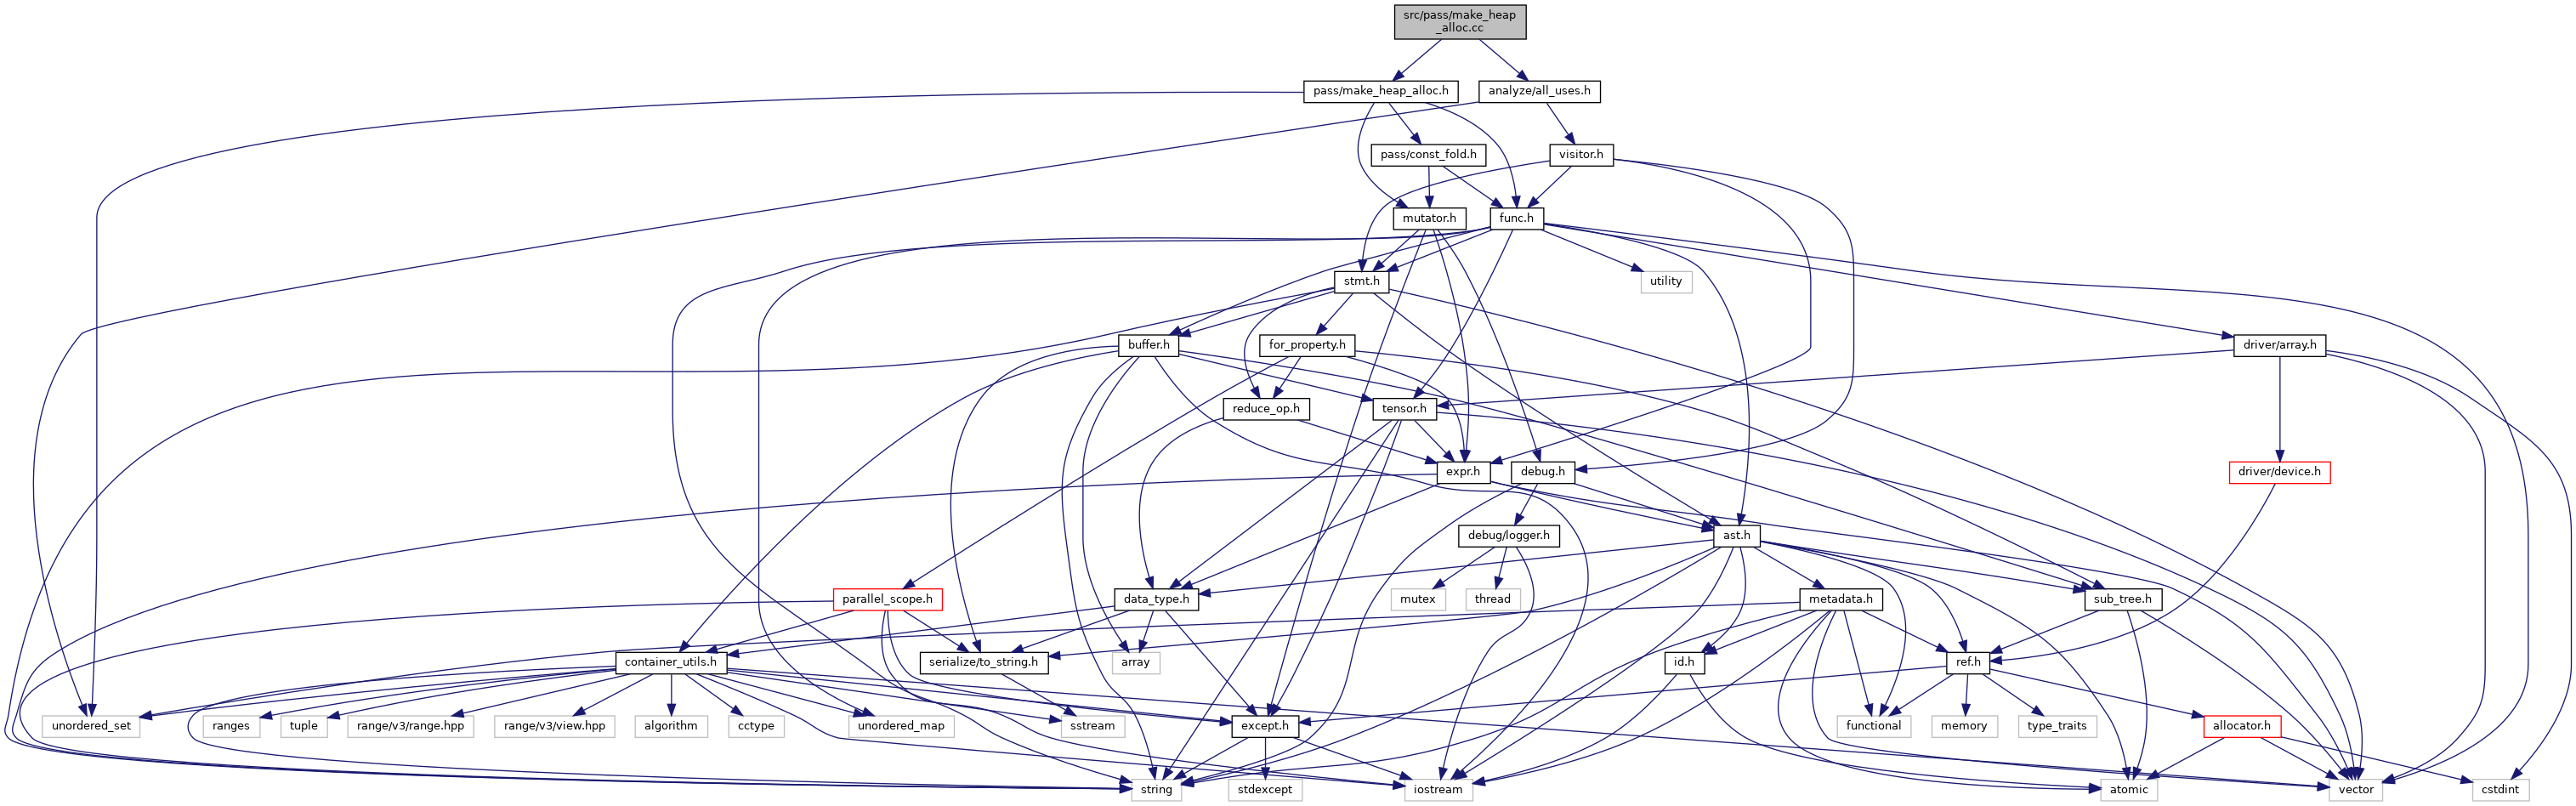 src/pass/make_heap
_alloc.cc
pass/make_heap_alloc.h
analyze/all_uses.h
pass/const_fold.h
visitor.h
mutator.h
func.h
stmt.h
utility
buffer.h
for_property.h
driver/array.h
reduce_op.h
tensor.h
expr.h
debug.h
driver/device.h
debug/logger.h
ast.h
parallel_scope.h
data_type.h
mutex
thread
metadata.h
sub_tree.h
container_utils.h
serialize/to_string.h
array
id.h
ref.h
unordered_set
ranges
tuple
range/v3/range.hpp
range/v3/view.hpp
algorithm
cctype
unordered_map
sstream
except.h
functional
memory
type_traits
allocator.h
string
stdexcept
iostream
atomic
vector
cstdint